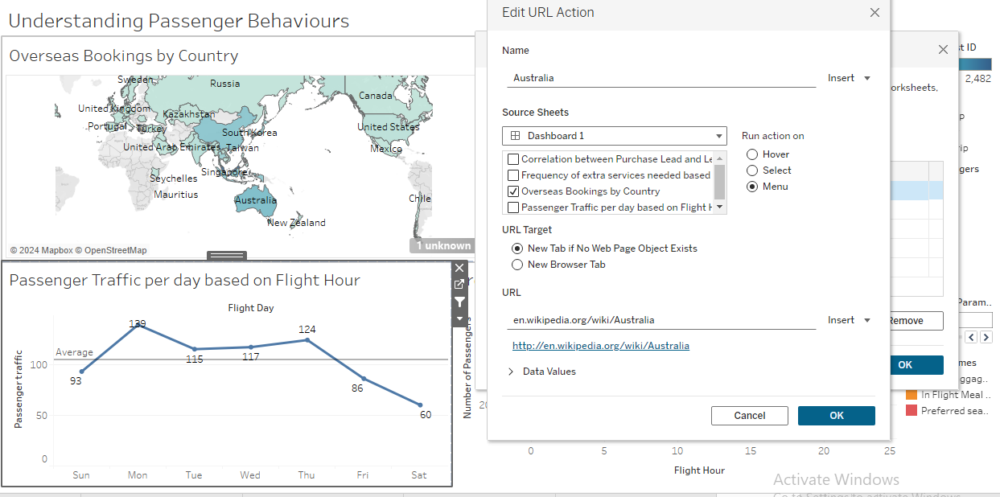 Understanding Passenger Behaviours
Overseas Bookings by Country
Sweden
Russia
Canada
United Kingdom
Kazakhstan
Portugal
Turkey
South Korea
United States
United Arab Emirates
Taiwan
Mexico
Seychelles
Singapore
Mauritius
Australia
Chile
New Zealand
© 2024 Mapbox © OpenStreetMap
1 unknown
Passenger Traffic per day based on Flight Hour
Flight Day
Passenger traffic
Average
100
50
0
93
139
115
117
124
86
60
Sun
Mon
Tue
Wed
Thu
Fri
Sat
Number of Passengers
Edit URL Action
Name
Australia
Insert
Source Sheets
Dashboard 1
Correlation between Purchase Lead and Le
Frequency of extra services needed based
Overseas Bookings by Country
Passenger Traffic per day based on Flight H
Run action on
Hover
Select
Menu
URL Target
New Tab if No Web Page Object Exists
New Browser Tab
URL
en.wikipedia.org/wiki/Australia
Insert
http://en.wikipedia.org/wiki/Australia
Data Values
Cancel
OK
t ID
2,482
orksheets,
p
ip
gers
Param..
Remove
OK
mes
ggag..
In Flight Meal ..
Preferred sea..
0
5
10
15
20
25
Flight Hour
Activate Windows
Go to Settings to activate Windows